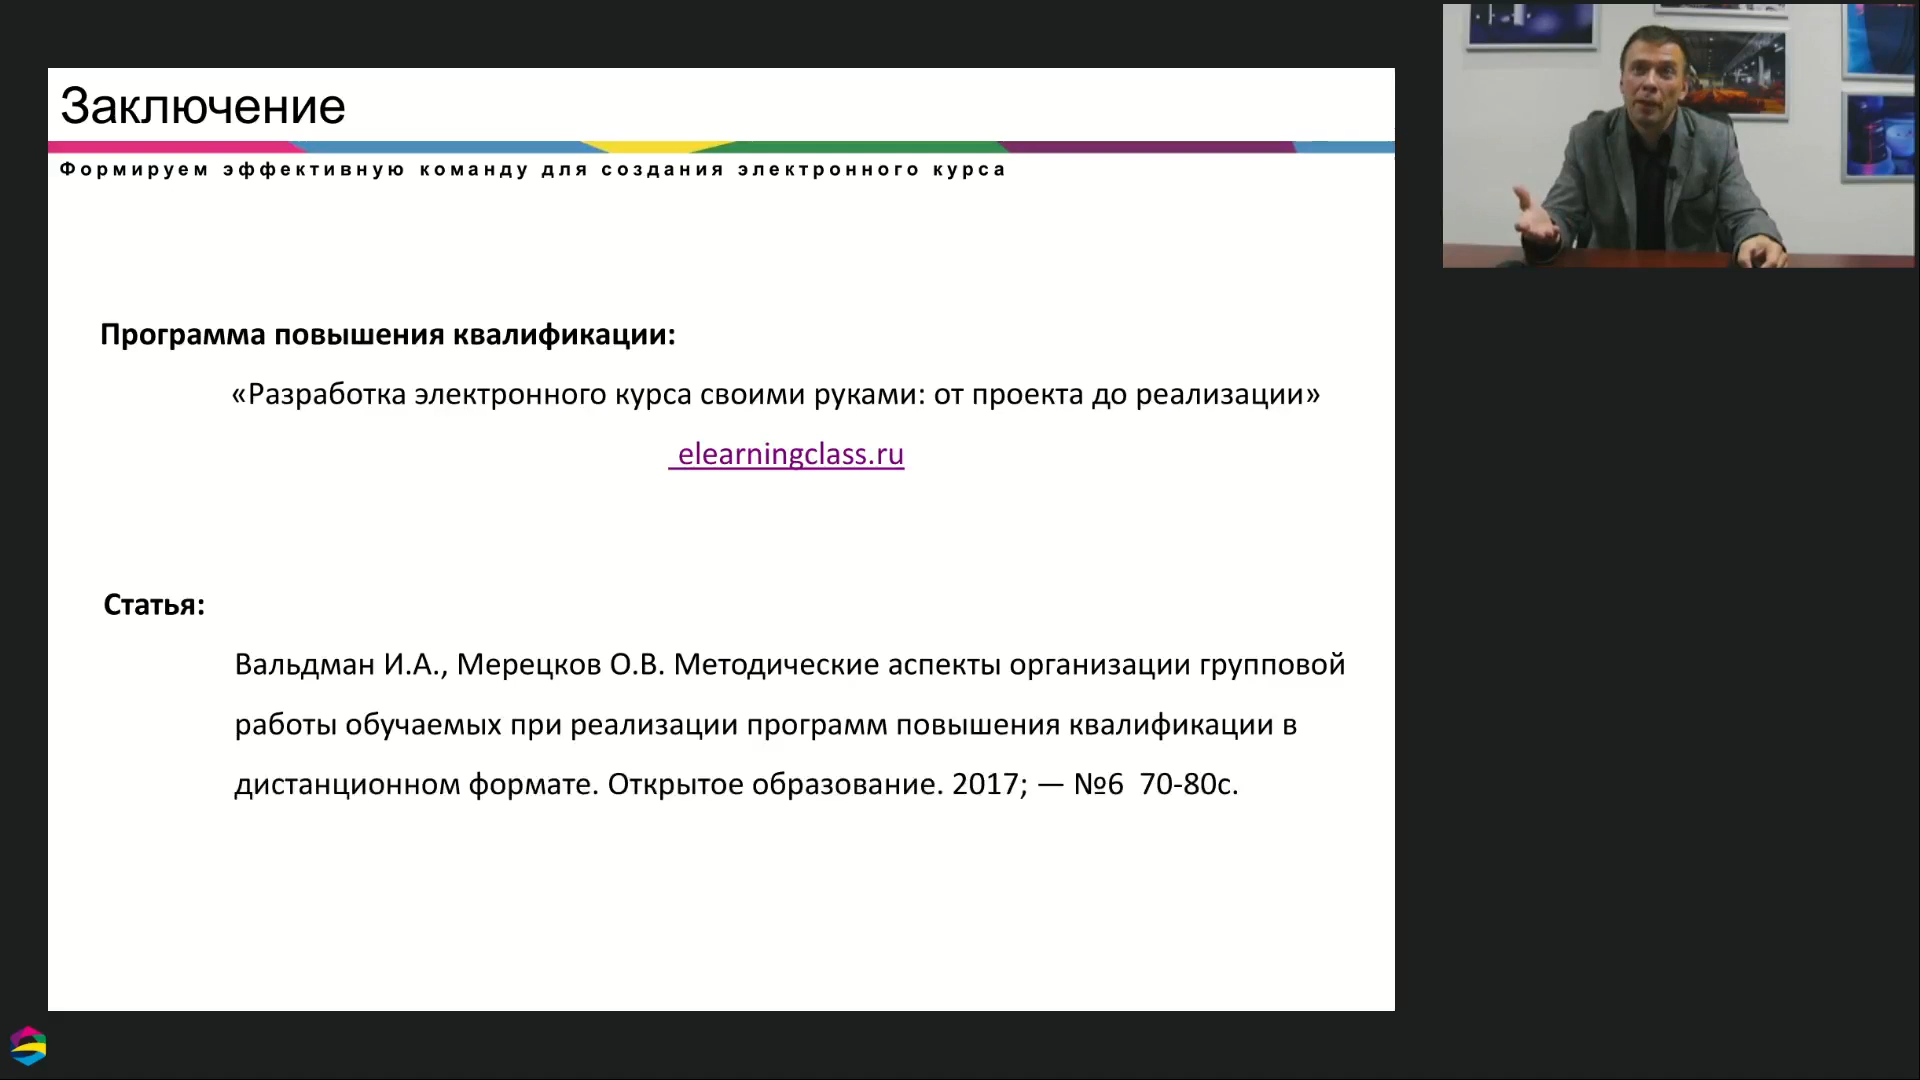 Заключение
Формируем эффективную команду для создания электронного курса
Программа повышения квалификации:
«Разработка электронного курса своими руками: от проекта до реализации»
elearningclass.ru
Статья:
Вальдман И.А., Мерецков О.В. Методические аспекты организации групповой
работы обучаемых при реализации программ повышения квалификации в
дистанционном формате. Открытое образование. 2017; — №6 70-80с.